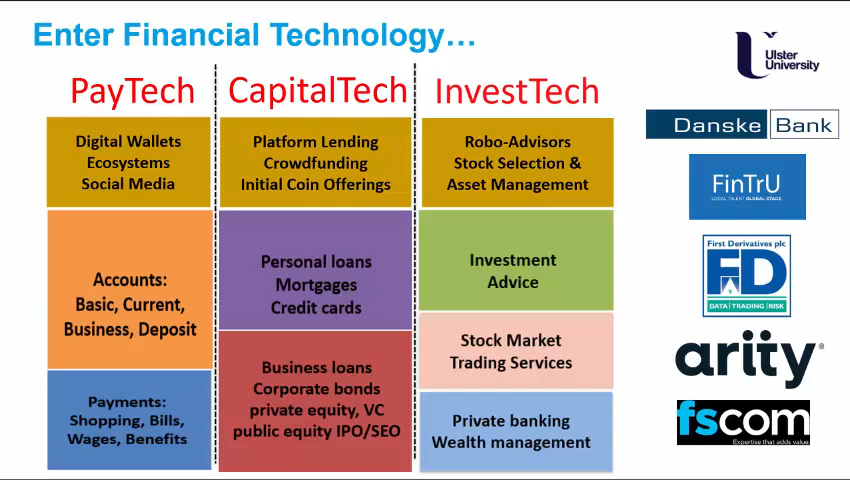 Enter Financial Technology…
Ulster
University
PayTech
CapitalTech
InvestTech
Digital Wallets
Ecosystems
Social Media
Platform Lending
Crowdfunding
Initial Coin Offerings
Robo-Advisors
Stock Selection &
Asset Management
Accounts:
Basic, Current,
Business, Deposit
Personal loans
Mortgages
Credit cards
Investment
Advice
Stock Market
Trading Services
Payments:
Shopping, Bills,
Wages, Benefits
Business loans
Corporate bonds
private equity, VC
public equity IPO/SEO
Private banking
Wealth management
Danske Bank
FinTrU
LOCAL TALENT GLOBAL STAGE
First Derivatives plc
FD
DATA | TRADING | RISK
arity®
fscom
Expertise that adds value